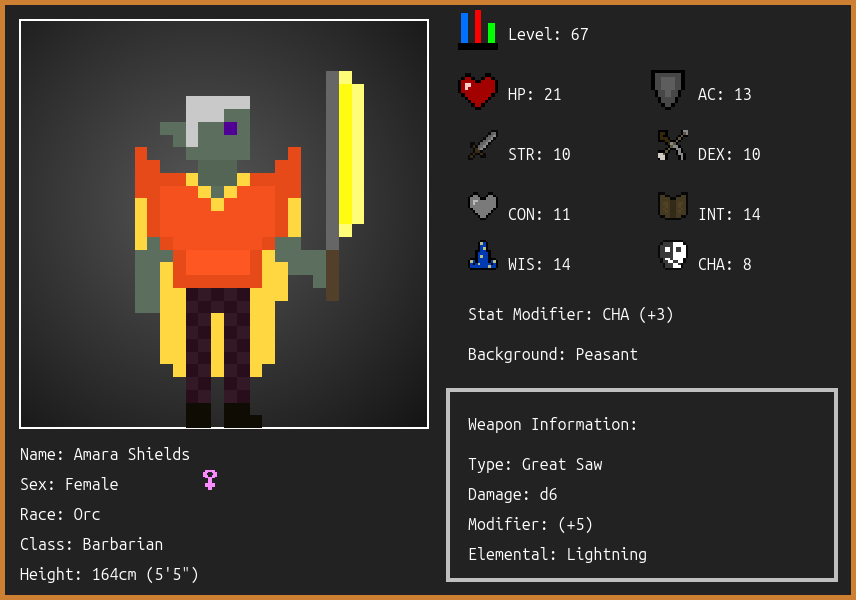 Level: 67
HP: 21
AC: 13
STR: 10
DEX: 10
CON: 11
INT: 14
WIS: 14
CHA: 8
Stat Modifier: CHA (+3)
Background: Peasant
Weapon Information:
Type: Great Saw
Damage: d6
Modifier: (+5)
Elemental: Lightning
Name: Amara Shields
Sex: Female
Race: Orc
Class: Barbarian
Height: 164cm (5'5")